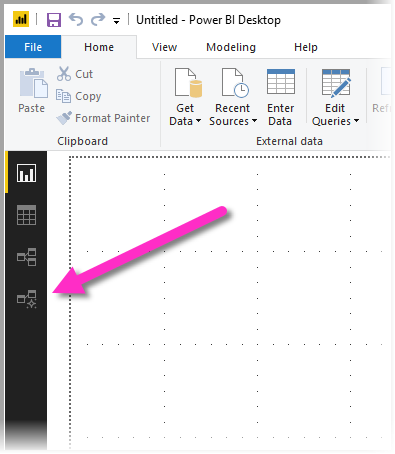 Untitled - Power BI Desktop
File Home View Modeling Help
Paste
Cut
Copy
Format Painter
Get Data
Recent Sources
Enter Data
Edit Queries
Clipboard External data